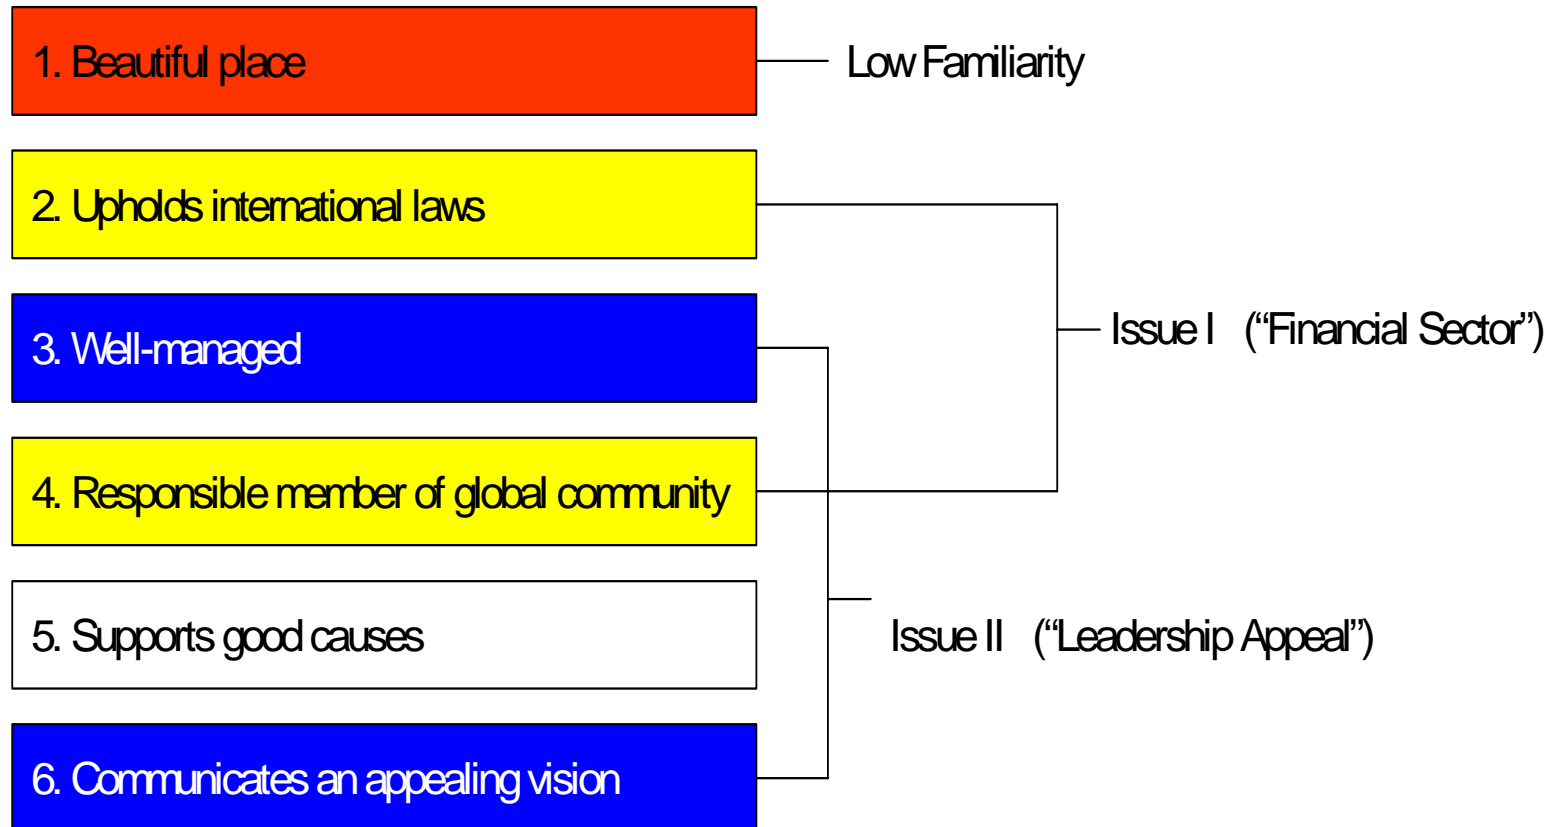 1. Beautiful place
Low Familiarity
2. Upholds international laws
Issue I (“Financial Sector”)
3. Well-managed
4. Responsible member of global community
5. Supports good causes
Issue II (“Leadership Appeal”)
6. Communicates an appealing vision